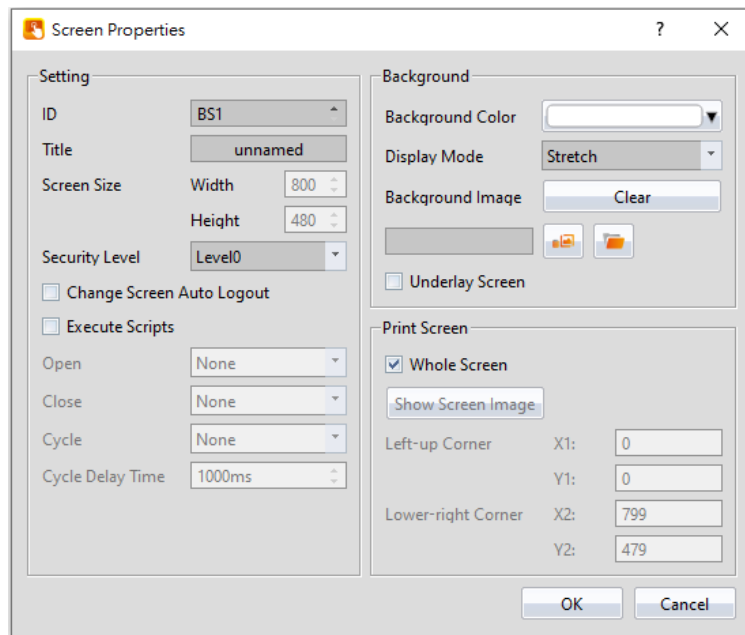 Screen Properties
?
Setting
ID BS1
Title unnamed
Screen Size Width 800
Height 480
Security Level Level0
Change Screen Auto Logout
Execute Scripts
Open None
Close None
Cycle None
Cycle Delay Time 1000ms
Background
Background Color
Display Mode Stretch
Background Image Clear
Underlay Screen
Print Screen
Whole Screen
Show Screen Image
Left-up Corner X1: 0
Y1: 0
Lower-right Corner X2: 799
Y2: 479
OK Cancel